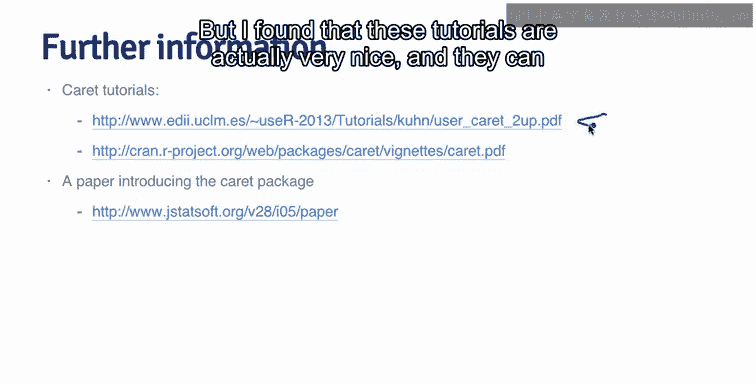 But I found that these tutorials are
actually very nice, and they can
Further information
Caret tutorials:
http://www.edii.uclm.es/~useR-2013/Tutorials/kuhn/user_caret_2up.pdf
http://cran.r-project.org/web/packages/caret/vignettes/caret.pdf
A paper introducing the caret package
http://www.jstatsoft.org/v28/i05/paper